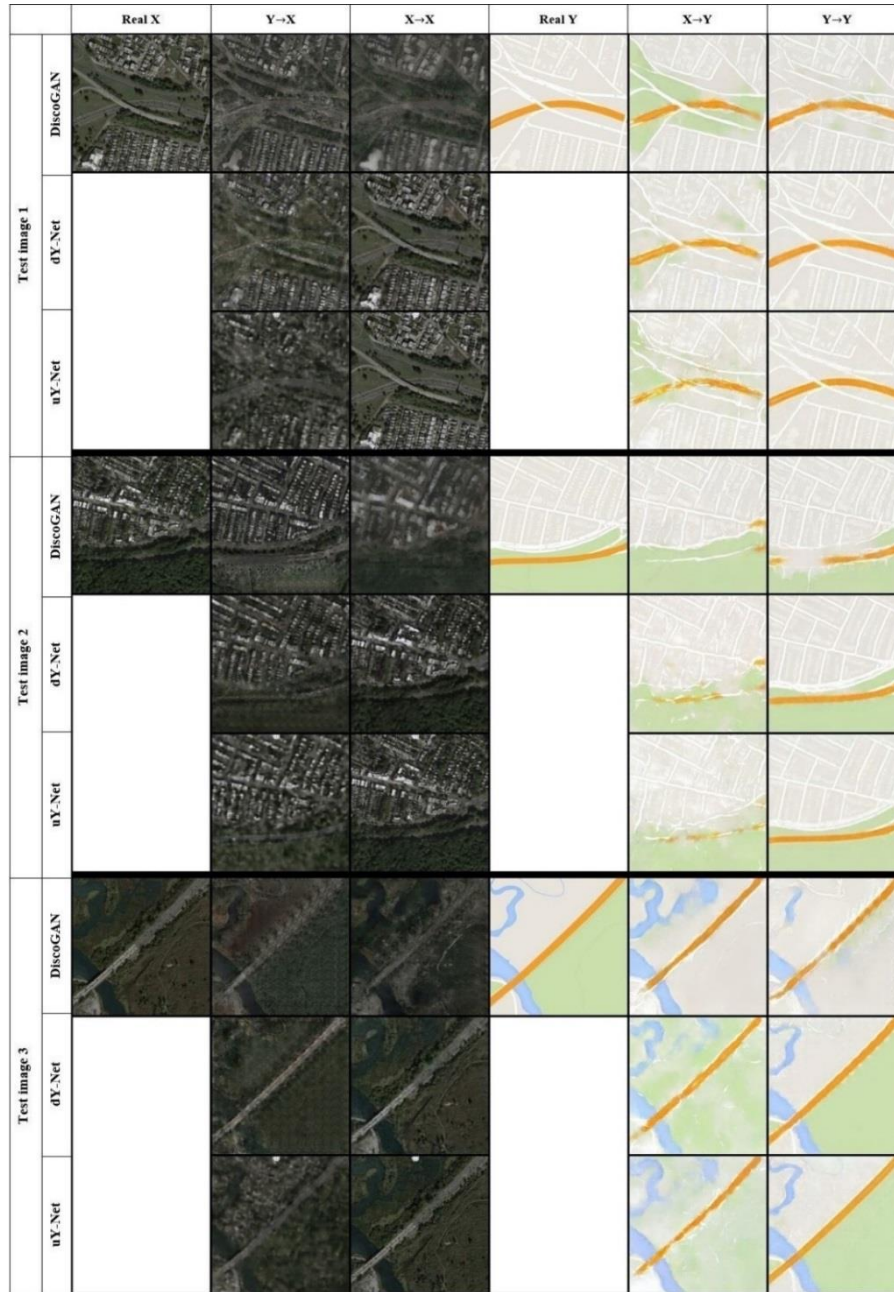 Real X Y→X X→X Real Y X→Y Y→Y
Test image 1
DiscoGAN
dY-Net
uY-Net
Test image 2
DiscoGAN
dY-Net
uY-Net
Test image 3
DiscoGAN
dY-Net
uY-Net